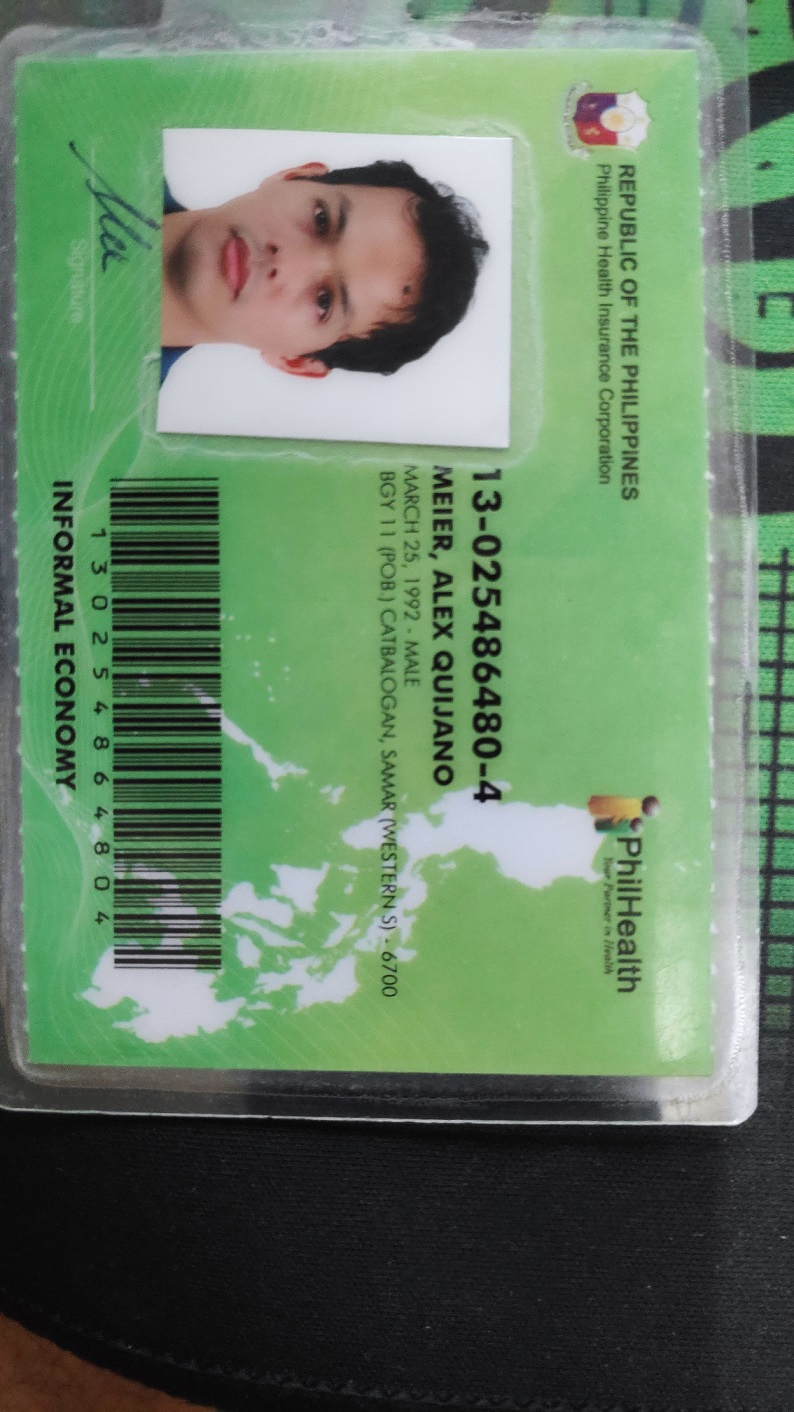 REPUBLIC OF THE PHILIPPINES
Philippine Health Insurance Corporation
PhilHealth
Your Partner in Health
13-025486480-4
MEIER, ALEX QUIJANO
MARCH 25, 1992 - MALE
BGY 11 (POB.) CATBALOGAN, SAMAR (WESTERN S) - 6700
Alex
Signature
130254864804
INFORMAL ECONOMY